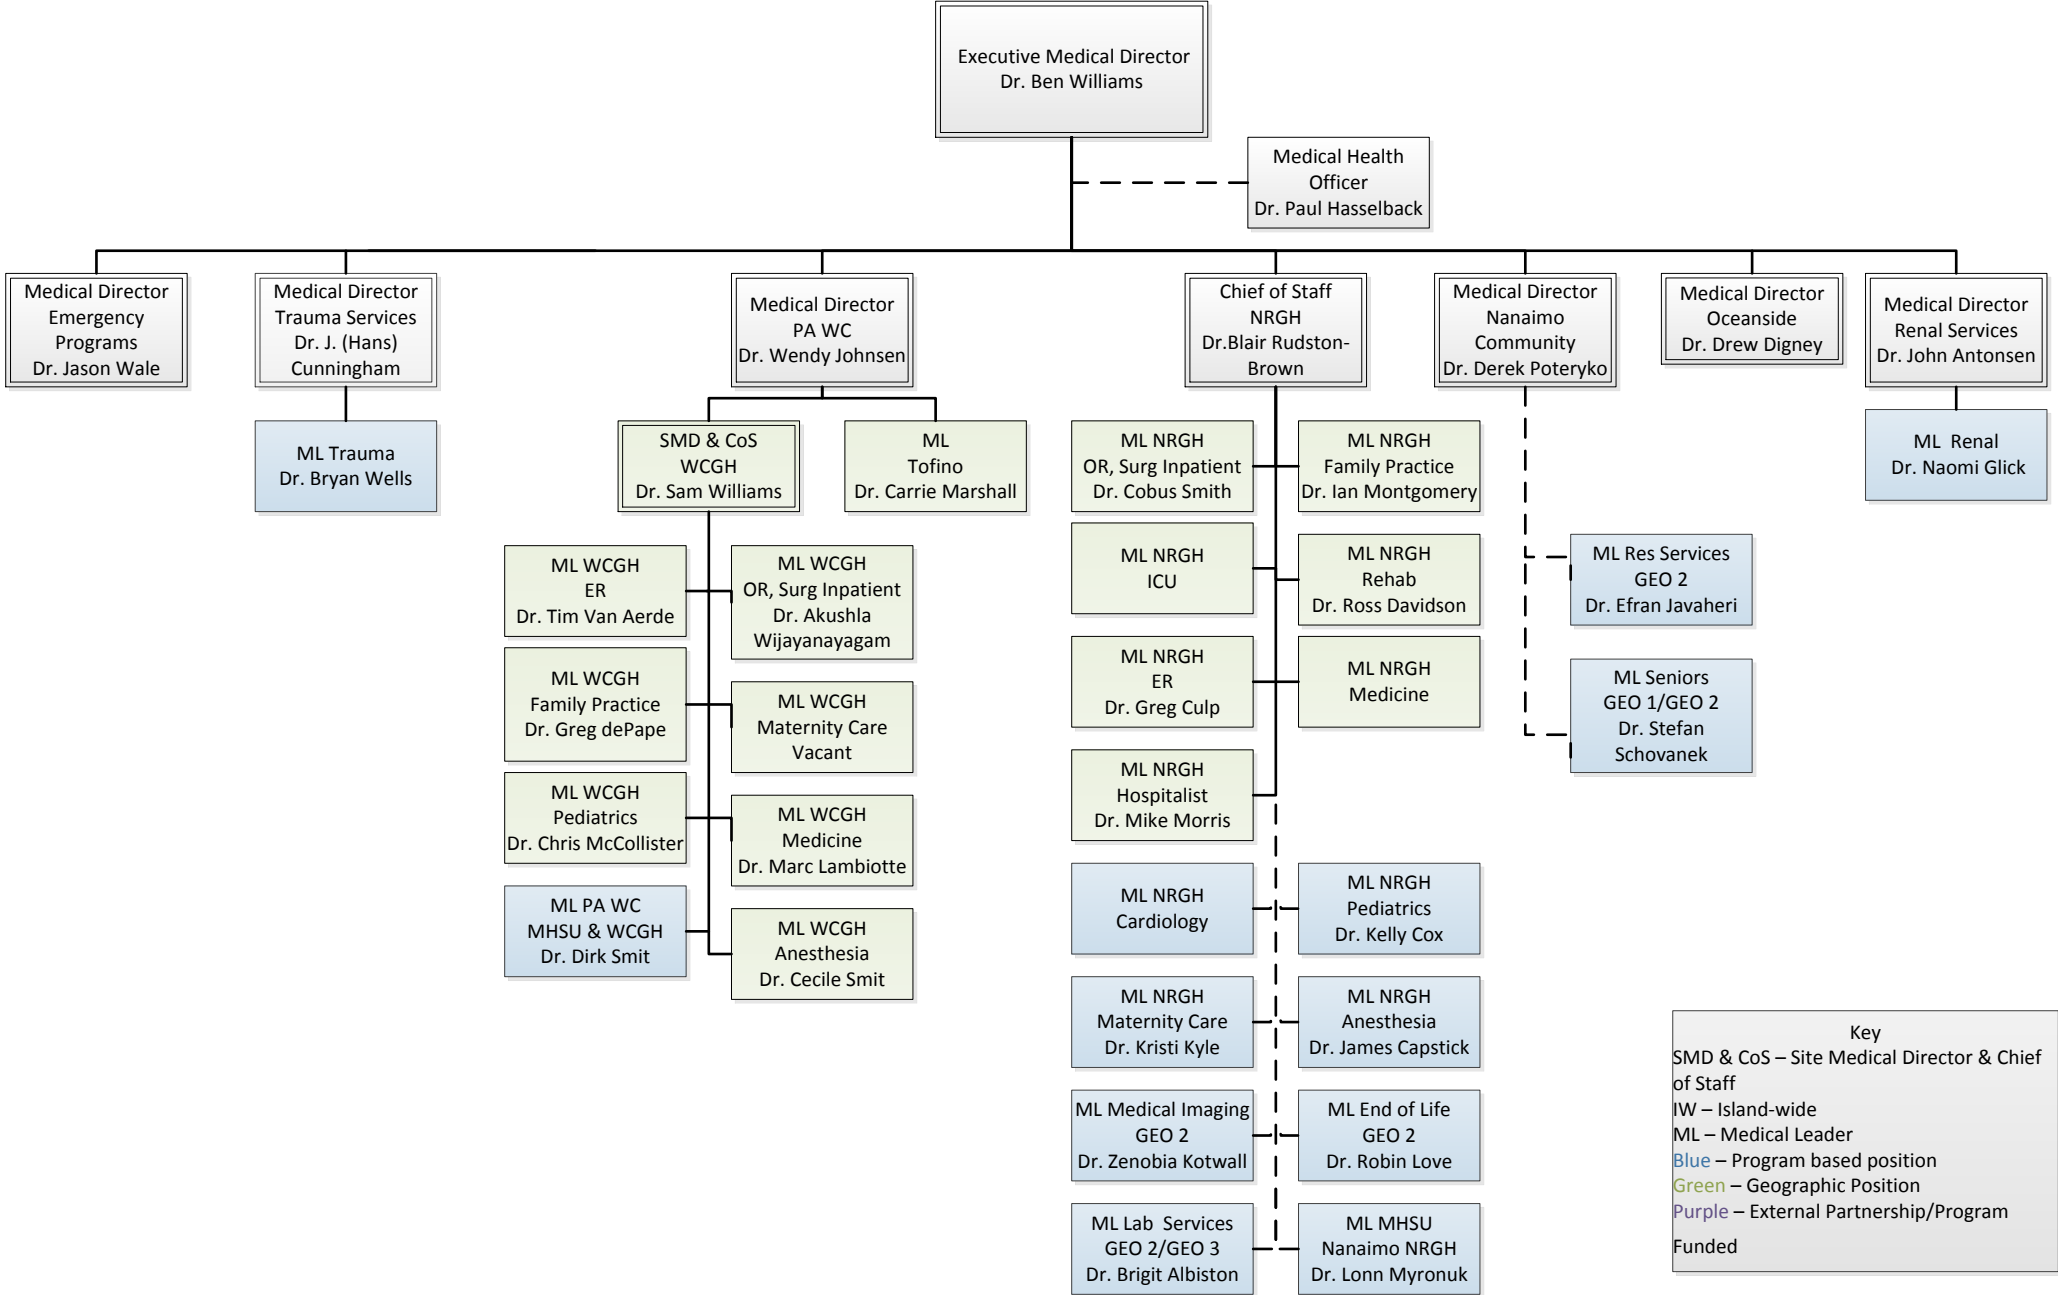 Executive Medical Director
Dr. Ben Williams
Medical Health
Officer
Dr. Paul Hasselback
Medical Director
Emergency
Programs
Dr. Jason Wale
Medical Director
Trauma Services
Dr. J. (Hans)
Cunningham
Medical Director
PA WC
Dr. Wendy Johnsen
Chief of Staff
NRGH
Dr.Blair Rudston-
Brown
Medical Director
Nanaimo
Community
Dr. Derek Poteryko
Medical Director
Oceanside
Dr. Drew Digney
Medical Director
Renal Services
Dr. John Antonsen
ML Trauma
Dr. Bryan Wells
SMD & CoS
WCGH
Dr. Sam Williams
ML
Tofino
Dr. Carrie Marshall
ML NRGH
OR, Surg Inpatient
Dr. Cobus Smith
ML NRGH
Family Practice
Dr. Ian Montgomery
ML Renal
Dr. Naomi Glick
ML WCGH
ER
Dr. Tim Van Aerde
ML WCGH
OR, Surg Inpatient
Dr. Akushla
Wijayanayagam
ML NRGH
ICU
ML NRGH
Rehab
Dr. Ross Davidson
ML Res Services
GEO 2
Dr. Efran Javaheri
ML WCGH
Family Practice
Dr. Greg dePape
ML WCGH
Maternity Care
Vacant
ML NRGH
ER
Dr. Greg Culp
ML NRGH
Medicine
ML Seniors
GEO 1/GEO 2
Dr. Stefan
Schovanek
ML WCGH
Pediatrics
Dr. Chris McCollister
ML WCGH
Medicine
Dr. Marc Lambiotte
ML NRGH
Hospitalist
Dr. Mike Morris
ML PA WC
MHSU & WCGH
Dr. Dirk Smit
ML WCGH
Anesthesia
Dr. Cecile Smit
ML NRGH
Cardiology
ML NRGH
Pediatrics
Dr. Kelly Cox
ML NRGH
Maternity Care
Dr. Kristi Kyle
ML NRGH
Anesthesia
Dr. James Capstick
ML Medical Imaging
GEO 2
Dr. Zenobia Kotwall
ML End of Life
GEO 2
Dr. Robin Love
ML Lab Services
GEO 2/GEO 3
Dr. Brigit Albiston
ML MHSU
Nanaimo NRGH
Dr. Lonn Myronuk
Key
SMD & CoS – Site Medical Director & Chief
of Staff
IW – Island-wide
ML – Medical Leader
Blue – Program based position
Green – Geographic Position
Purple – External Partnership/Program
Funded